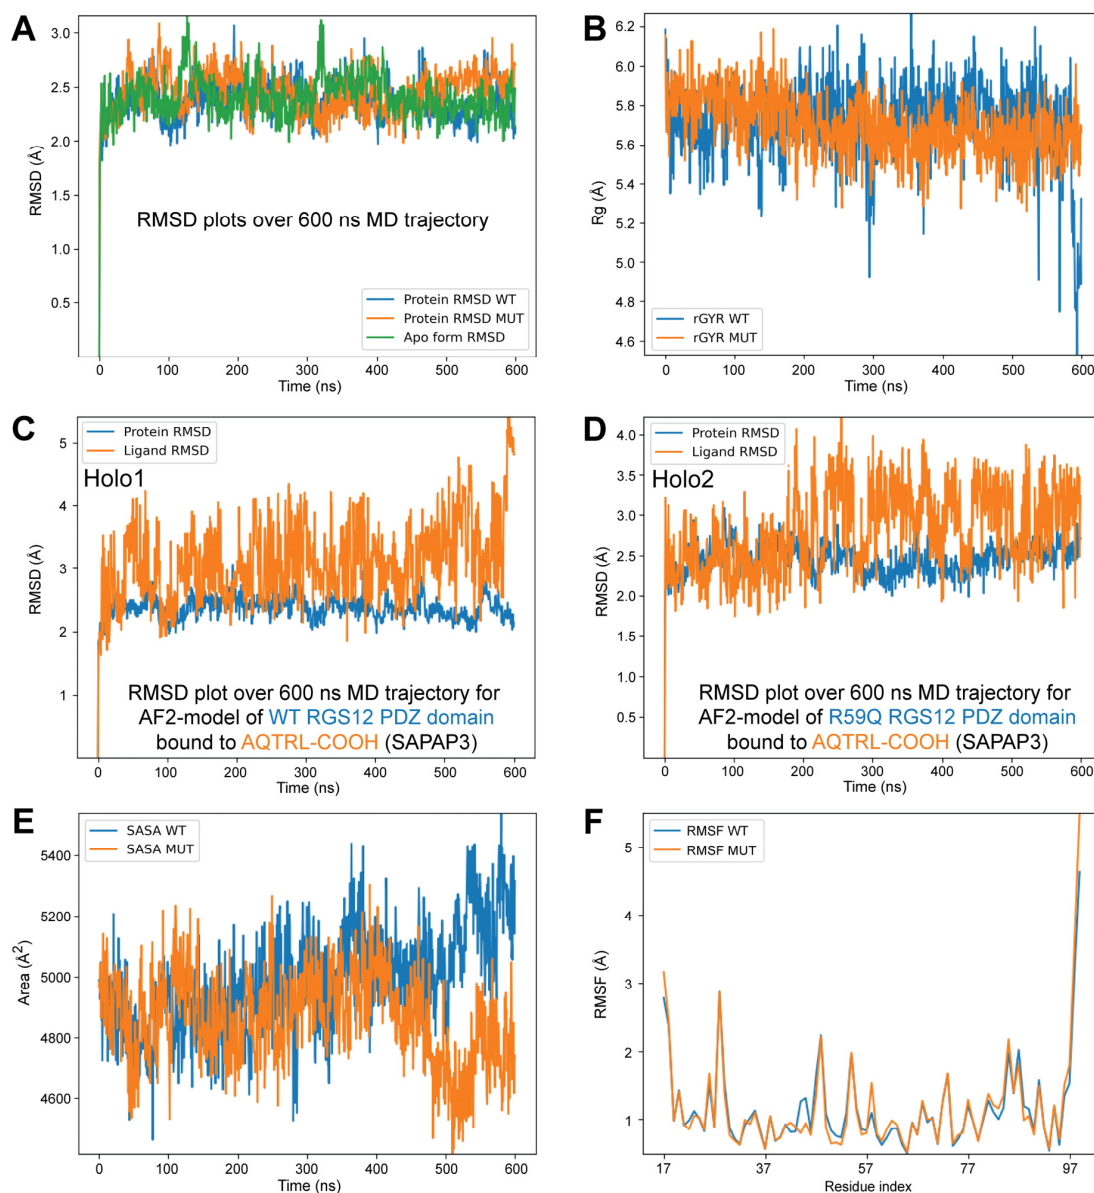 A
3.0
2.5
2.0
1.5
1.0
0.5
RMSD (Å)
RMSD plots over 600 ns MD trajectory
Protein RMSD WT
Protein RMSD MUT
Apo form RMSD
0 100 200 300 400 500 600
Time (ns)
B
6.2
6.0
5.8
5.6
5.4
5.2
5.0
4.8
4.6
Rg (Å)
rGYR WT
rGYR MUT
0 100 200 300 400 500 600
Time (ns)
C
Protein RMSD
Ligand RMSD
Holo1
5
4
3
2
1
RMSD (Å)
RMSD plot over 600 ns MD trajectory for
AF2-model of WT RGS12 PDZ domain
bound to AQTRL-COOH (SAPAP3)
0 100 200 300 400 500 600
Time (ns)
D
Protein RMSD
Ligand RMSD
Holo2
4.0
3.5
3.0
2.5
2.0
1.5
1.0
0.5
RMSD (Å)
RMSD plot over 600 ns MD trajectory for
AF2-model of R59Q RGS12 PDZ domain
bound to AQTRL-COOH (SAPAP3)
0 100 200 300 400 500 600
Time (ns)
E
SASA WT
SASA MUT
5400
5200
5000
4800
4600
Area (Å²)
0 100 200 300 400 500 600
Time (ns)
F
RMSF WT
RMSF MUT
5
4
3
2
1
RMSF (Å)
17 37 57 77 97
Residue index